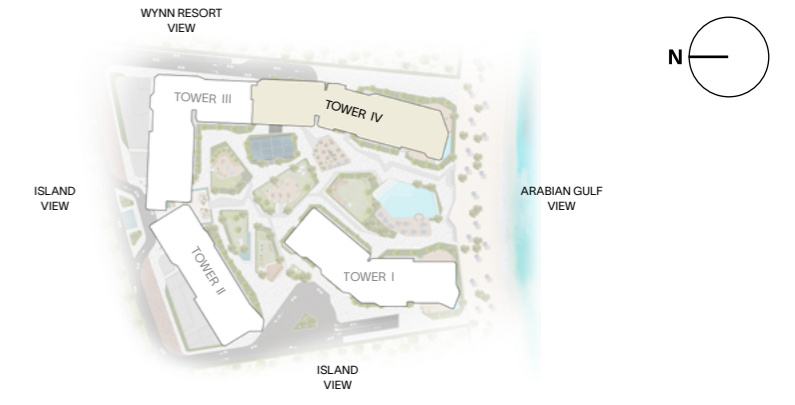 WYNN RESORT
VIEW
N
TOWER III
TOWER IV
ISLAND
VIEW
ARABIAN GULF
VIEW
TOWER II
TOWER I
ISLAND
VIEW